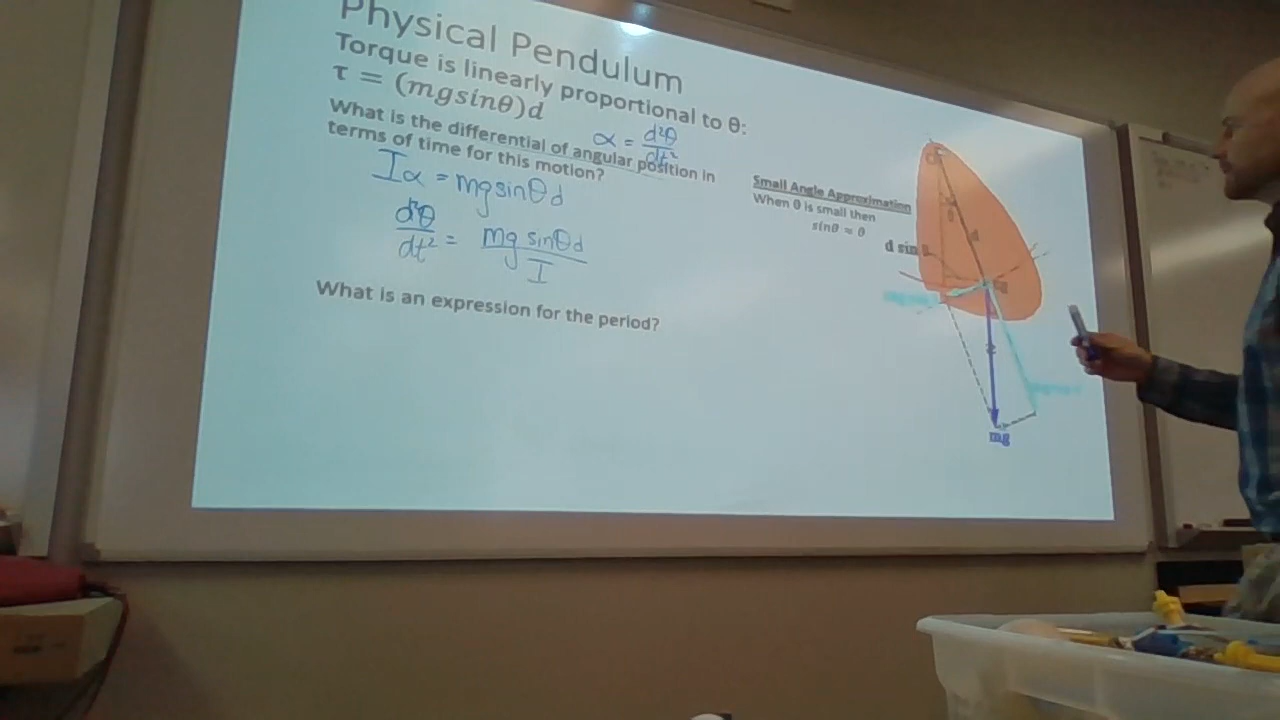 Physical Pendulum
Torque is linearly proportional to θ:
τ = (mgsinθ)d
What is the differential of angular position in
terms of time for this motion?
α = d²θ/dt²
Iα = mgsinθd
d²θ/dt² = mg sinθd/I
What is an expression for the period?
Small Angle Approximation
When θ is small then
sinθ ≈ θ
d sin
θ
d
mg